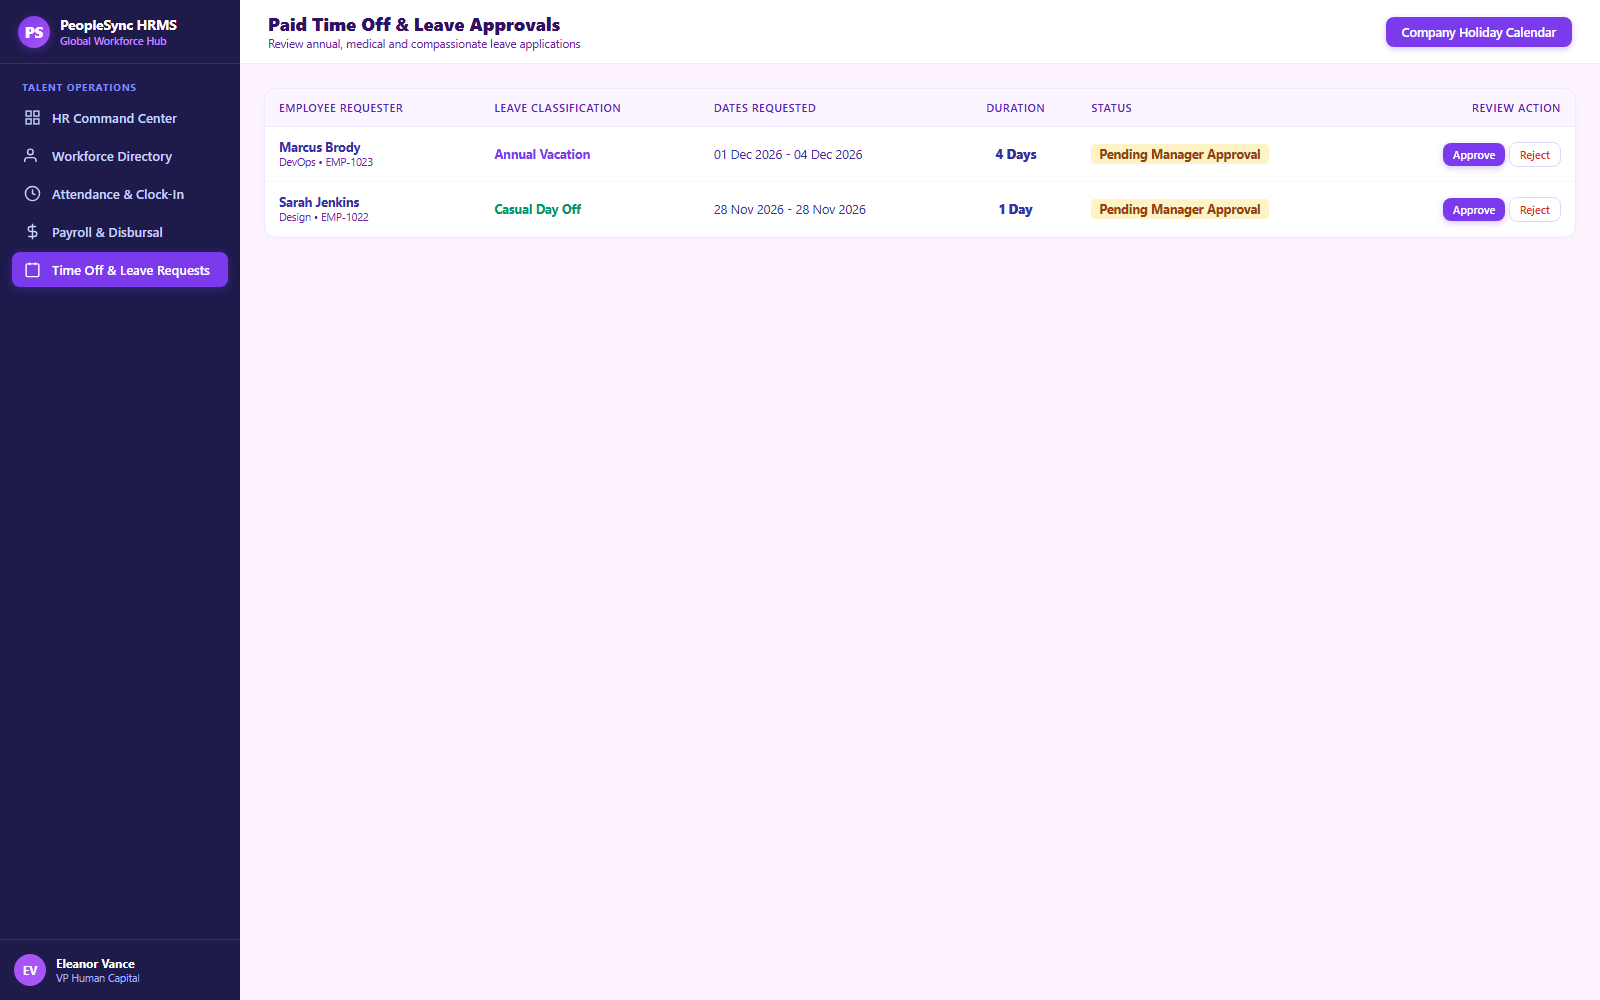 PS
PeopleSync HRMS
Global Workforce Hub
TALENT OPERATIONS
HR Command Center
Workforce Directory
Attendance & Clock-In
Payroll & Disbursal
Time Off & Leave Requests
EV
Eleanor Vance
VP Human Capital
Paid Time Off & Leave Approvals
Review annual, medical and compassionate leave applications
Company Holiday Calendar
EMPLOYEE REQUESTER LEAVE CLASSIFICATION DATES REQUESTED DURATION STATUS REVIEW ACTION
Marcus Brody
DevOps • EMP-1023
Annual Vacation 01 Dec 2026 - 04 Dec 2026 4 Days Pending Manager Approval Approve Reject
Sarah Jenkins
Design • EMP-1022
Casual Day Off 28 Nov 2026 - 28 Nov 2026 1 Day Pending Manager Approval Approve Reject